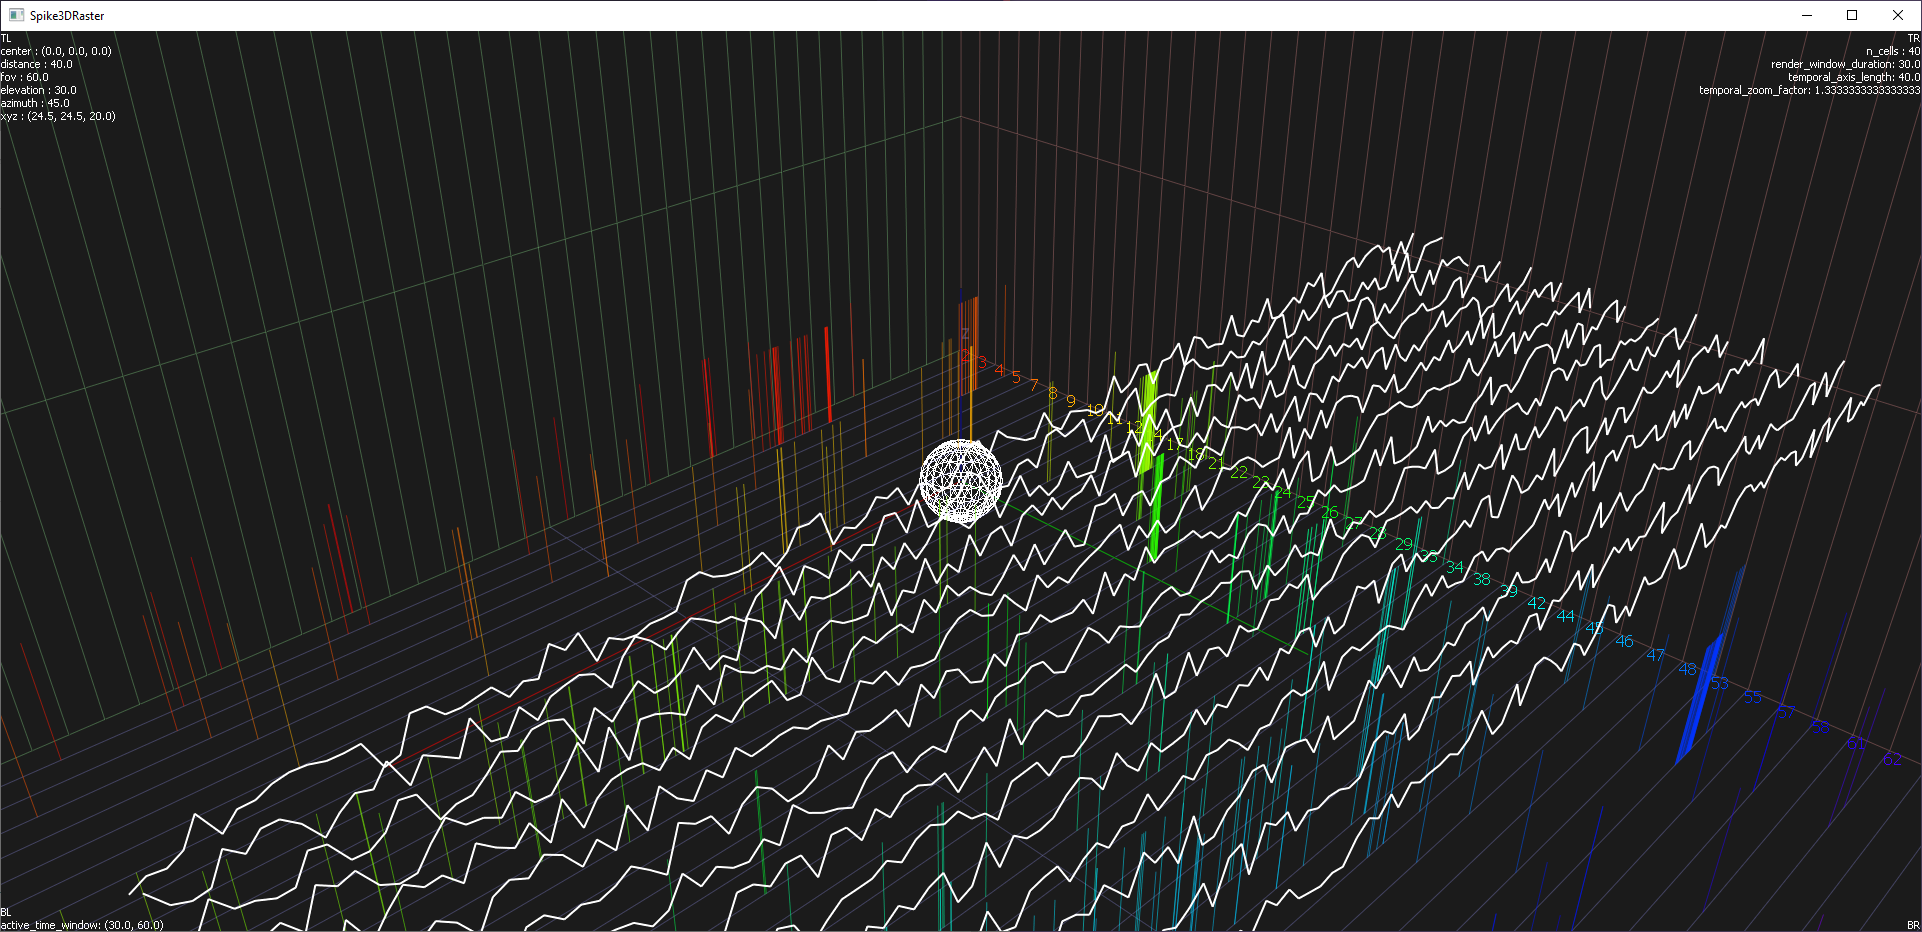 Spike3DRaster
TL
center : (0.0, 0.0, 0.0)
distance : 40.0
fov : 60.0
elevation : 30.0
azimuth : 45.0
xyz : (24.5, 24.5, 20.0)
TR
n_cells : 40
render_window_duration: 30.0
temporal_axis_length: 40.0
temporal_zoom_factor: 1.3333333333333333
3
4
5
7
8
9
10
11
12
14
17
18
21
22
23
24
25
26
27
28
29
33
34
38
39
42
44
45
46
47
48
53
55
57
61
62
BL
active_time_window: (30.0, 60.0)
BR